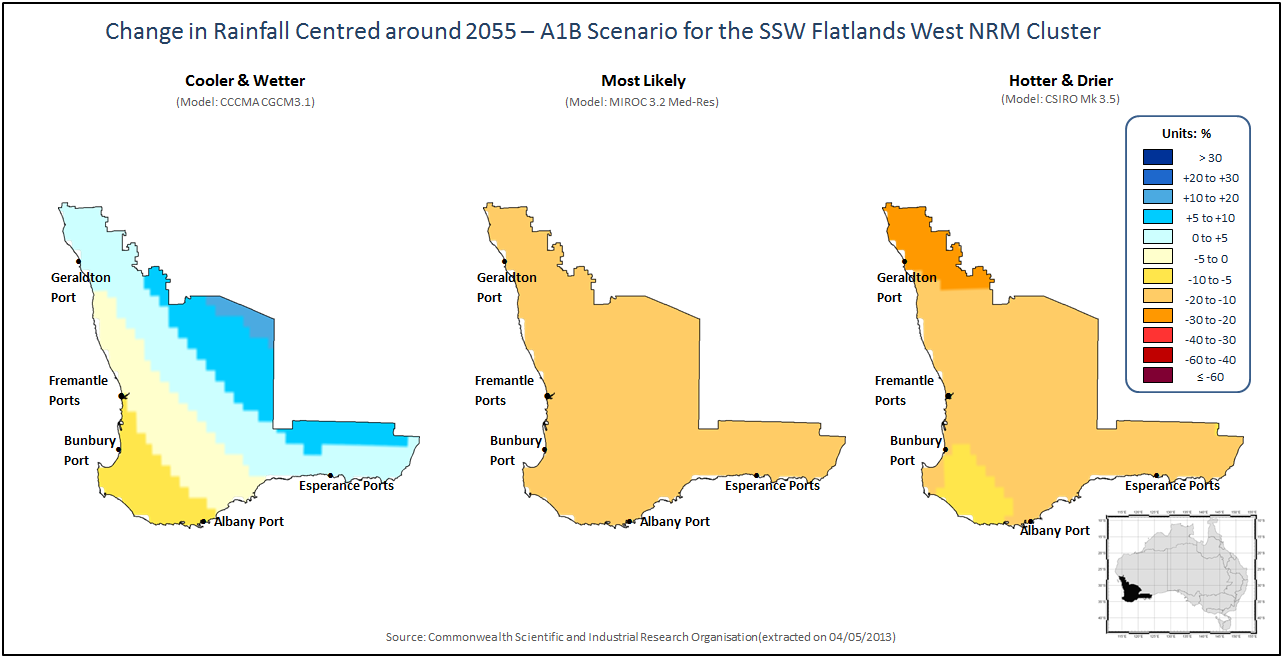 Change in Rainfall Centred around 2055 – A1B Scenario for the SSW Flatlands West NRM Cluster
Cooler & Wetter
(Model: CCCMA CGCM3.1)
Most Likely
(Model: MIROC 3.2 Med-Res)
Hotter & Drier
(Model: CSIRO Mk 3.5)
Units: %
> 30
+20 to +30
+10 to +20
+5 to +10
0 to +5
-5 to 0
-10 to -5
-20 to -10
-30 to -20
-40 to -30
-60 to -40
≤ -60
Geraldton
Port
Fremantle
Ports
Bunbury
Port
Esperance Ports
Albany Port
Geraldton
Port
Fremantle
Ports
Bunbury
Port
Esperance Ports
Albany Port
Geraldton
Port
Fremantle
Ports
Bunbury
Port
Esperance Ports
Albany Port
Source: Commonwealth Scientific and Industrial Research Organisation(extracted on 04/05/2013)